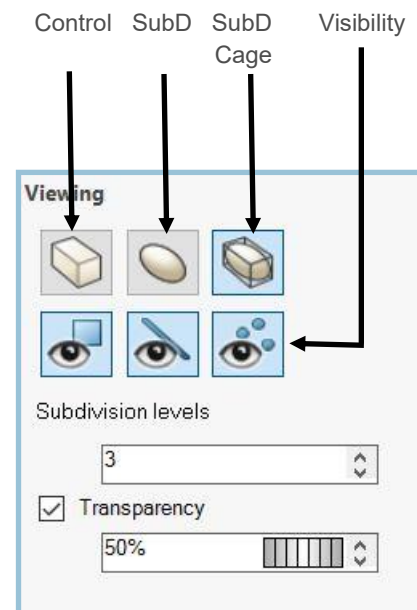 Control SubD SubD Visibility
Cage
Viewing
Subdivision levels
3
Transparency
50%